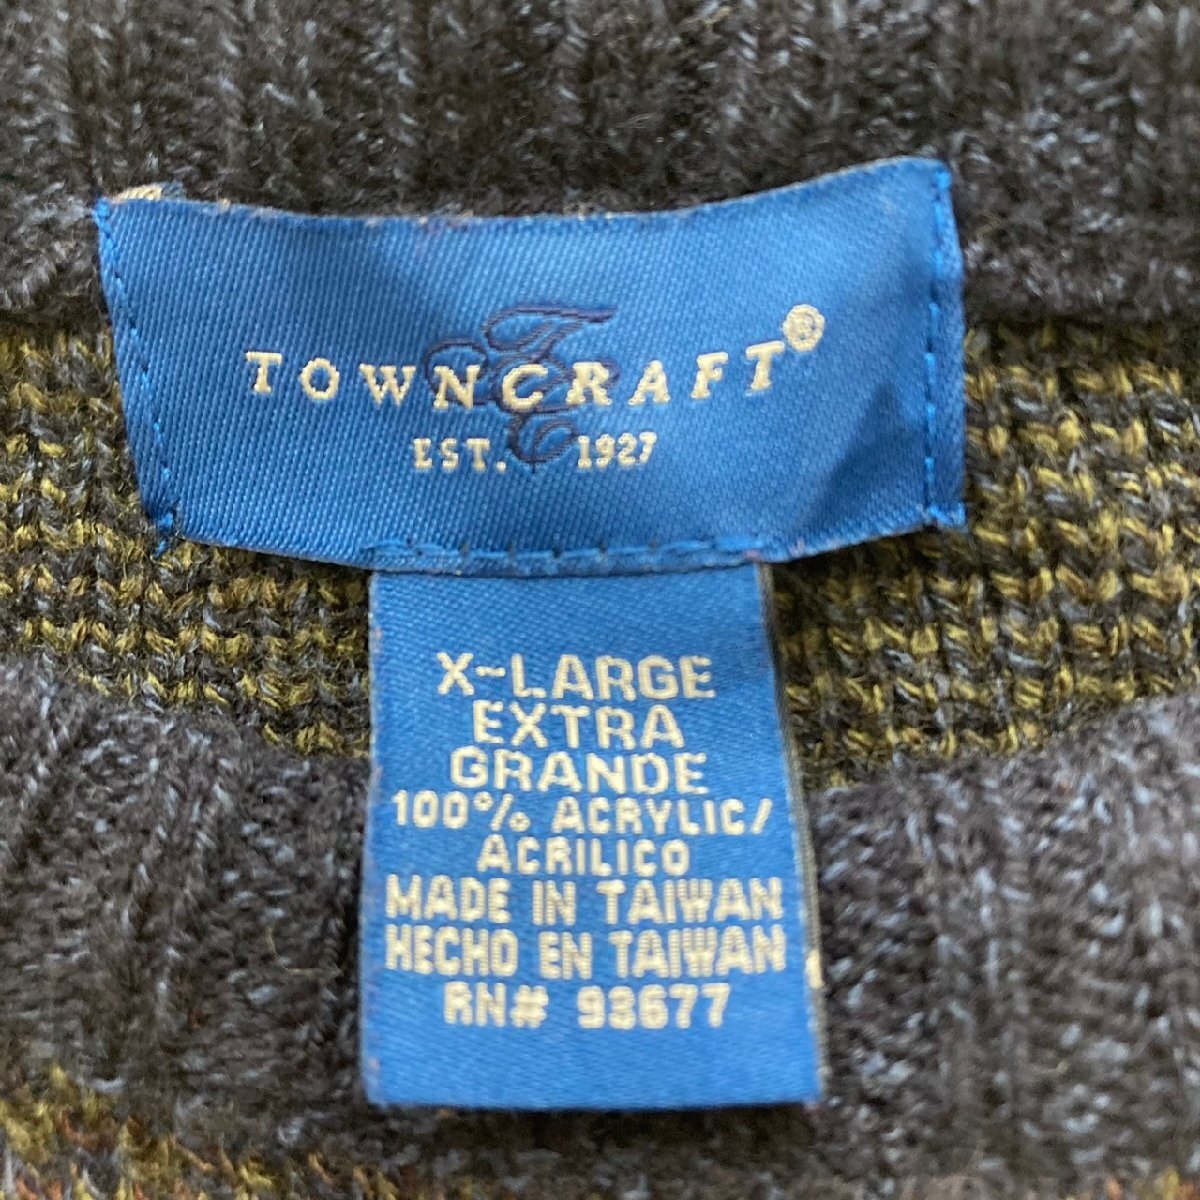 TOWNCRAFT®
EST. 1927
X-LARGE
EXTRA
GRANDE
100% ACRYLIC/
ACRILICO
MADE IN TAIWAN
HECHO EN TAIWAN
RN# 93677